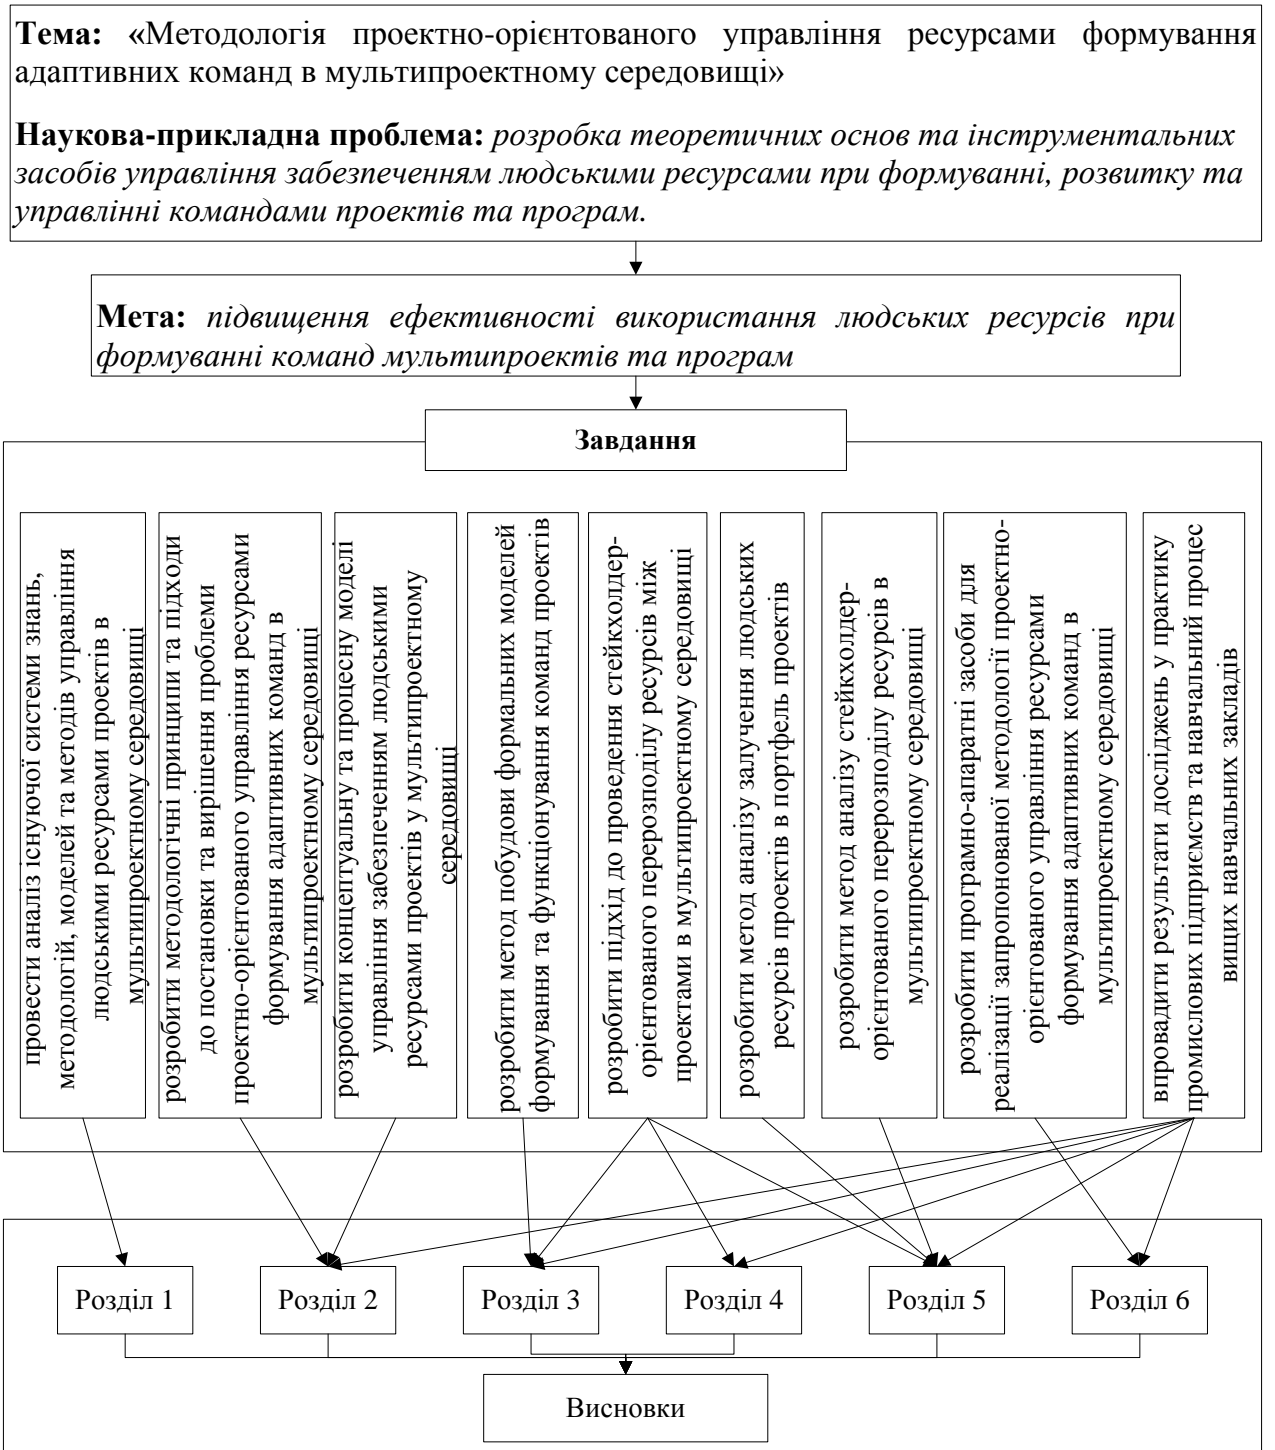 Тема: «Методологія проектно-орієнтованого управління ресурсами формування
адаптивних команд в мультипроектному середовищі»
Наукова-прикладна проблема: розробка теоретичних основ та інструментальних
засобів управління забезпеченням людськими ресурсами при формуванні, розвитку та
управлінні командами проектів та програм.
Мета: підвищення ефективності використання людських ресурсів при
формуванні команд мультипроектів та програм
Завдання
провести аналіз існуючої системи знань,
методологій, моделей та методів управління
людськими ресурсами проектів в
мультипроектному середовищі
розробити методологічні принципи та підходи
до постановки та вирішення проблеми
проектно-орієнтованого управління ресурсами
формування адаптивних команд в
мультипроектному середовищі
розробити концептуальну та процесну моделі
управління забезпеченням людськими
ресурсами проектів у мультипроектному
середовищі
розробити метод побудови формальних моделей
формування та функціонування команд проектів
розробити підхід до проведення стейкхолдер-
орієнтованого перерозподілу ресурсів між
проектами в мультипроектному середовищі
розробити метод аналізу залучення людських
ресурсів проектів в портфель проектів
розробити метод аналізу стейкхолдер-
орієнтованого перерозподілу ресурсів в
мультипроектному середовищі
розробити програмно-апаратні засоби для
реалізації запропонованої методології проектно-
орієнтованого управління ресурсами
формування адаптивних команд в
мультипроектному середовищі
впровадити результати досліджень у практику
промислових підприємств та навчальний процес
вищих навчальних закладів
Розділ 1
Розділ 2
Розділ 3
Розділ 4
Розділ 5
Розділ 6
Висновки